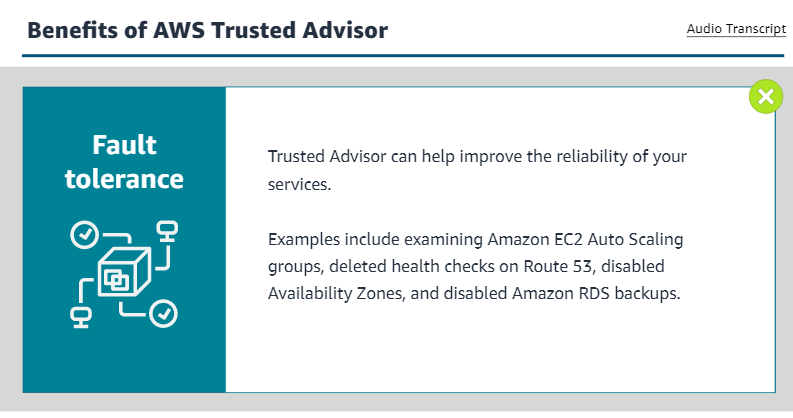 Benefits of AWS Trusted Advisor
Audio Transcript
Fault
tolerance
Trusted Advisor can help improve the reliability of your
services.
Examples include examining Amazon EC2 Auto Scaling
groups, deleted health checks on Route 53, disabled
Availability Zones, and disabled Amazon RDS backups.